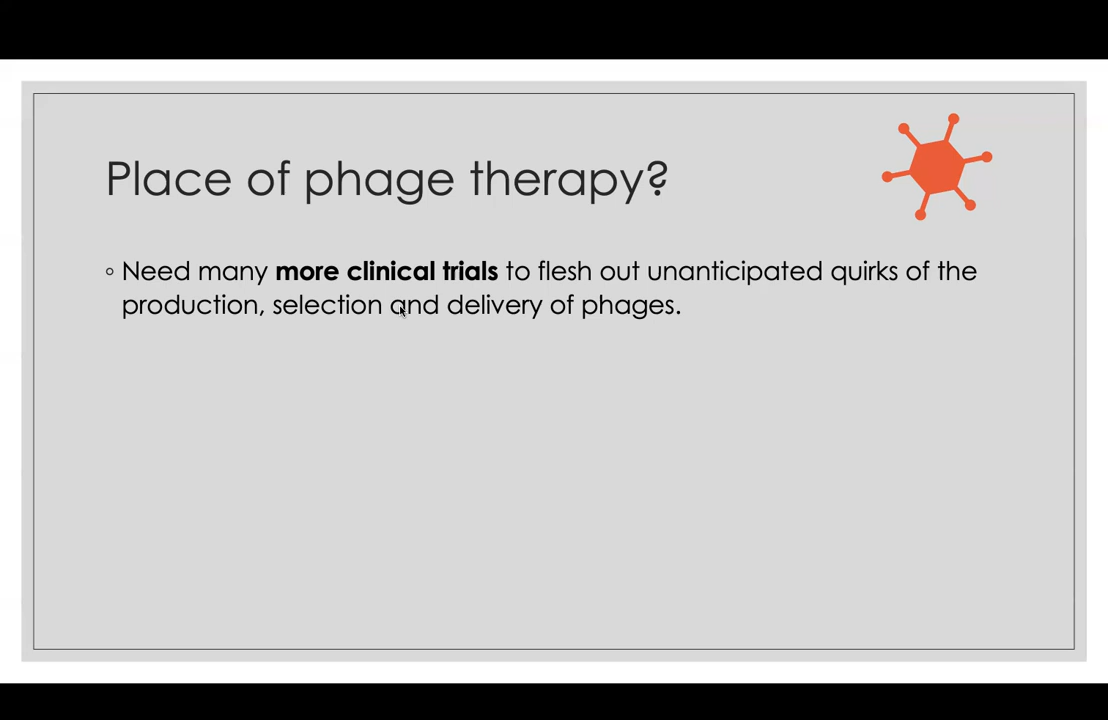 Place of phage therapy?
◦ Need many more clinical trials to flesh out unanticipated quirks of the
production, selection and delivery of phages.